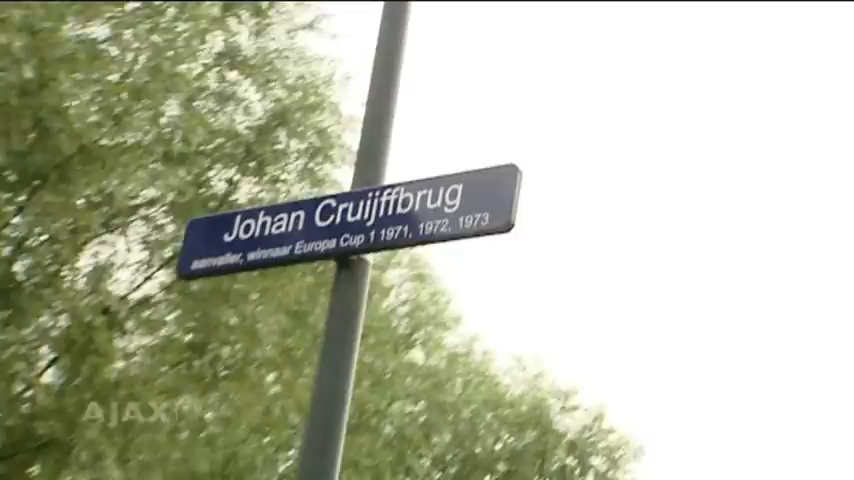 Johan Cruijffbrug
aanvaller, winnaar Europa Cup 1 1971, 1972, 1973
AJAX